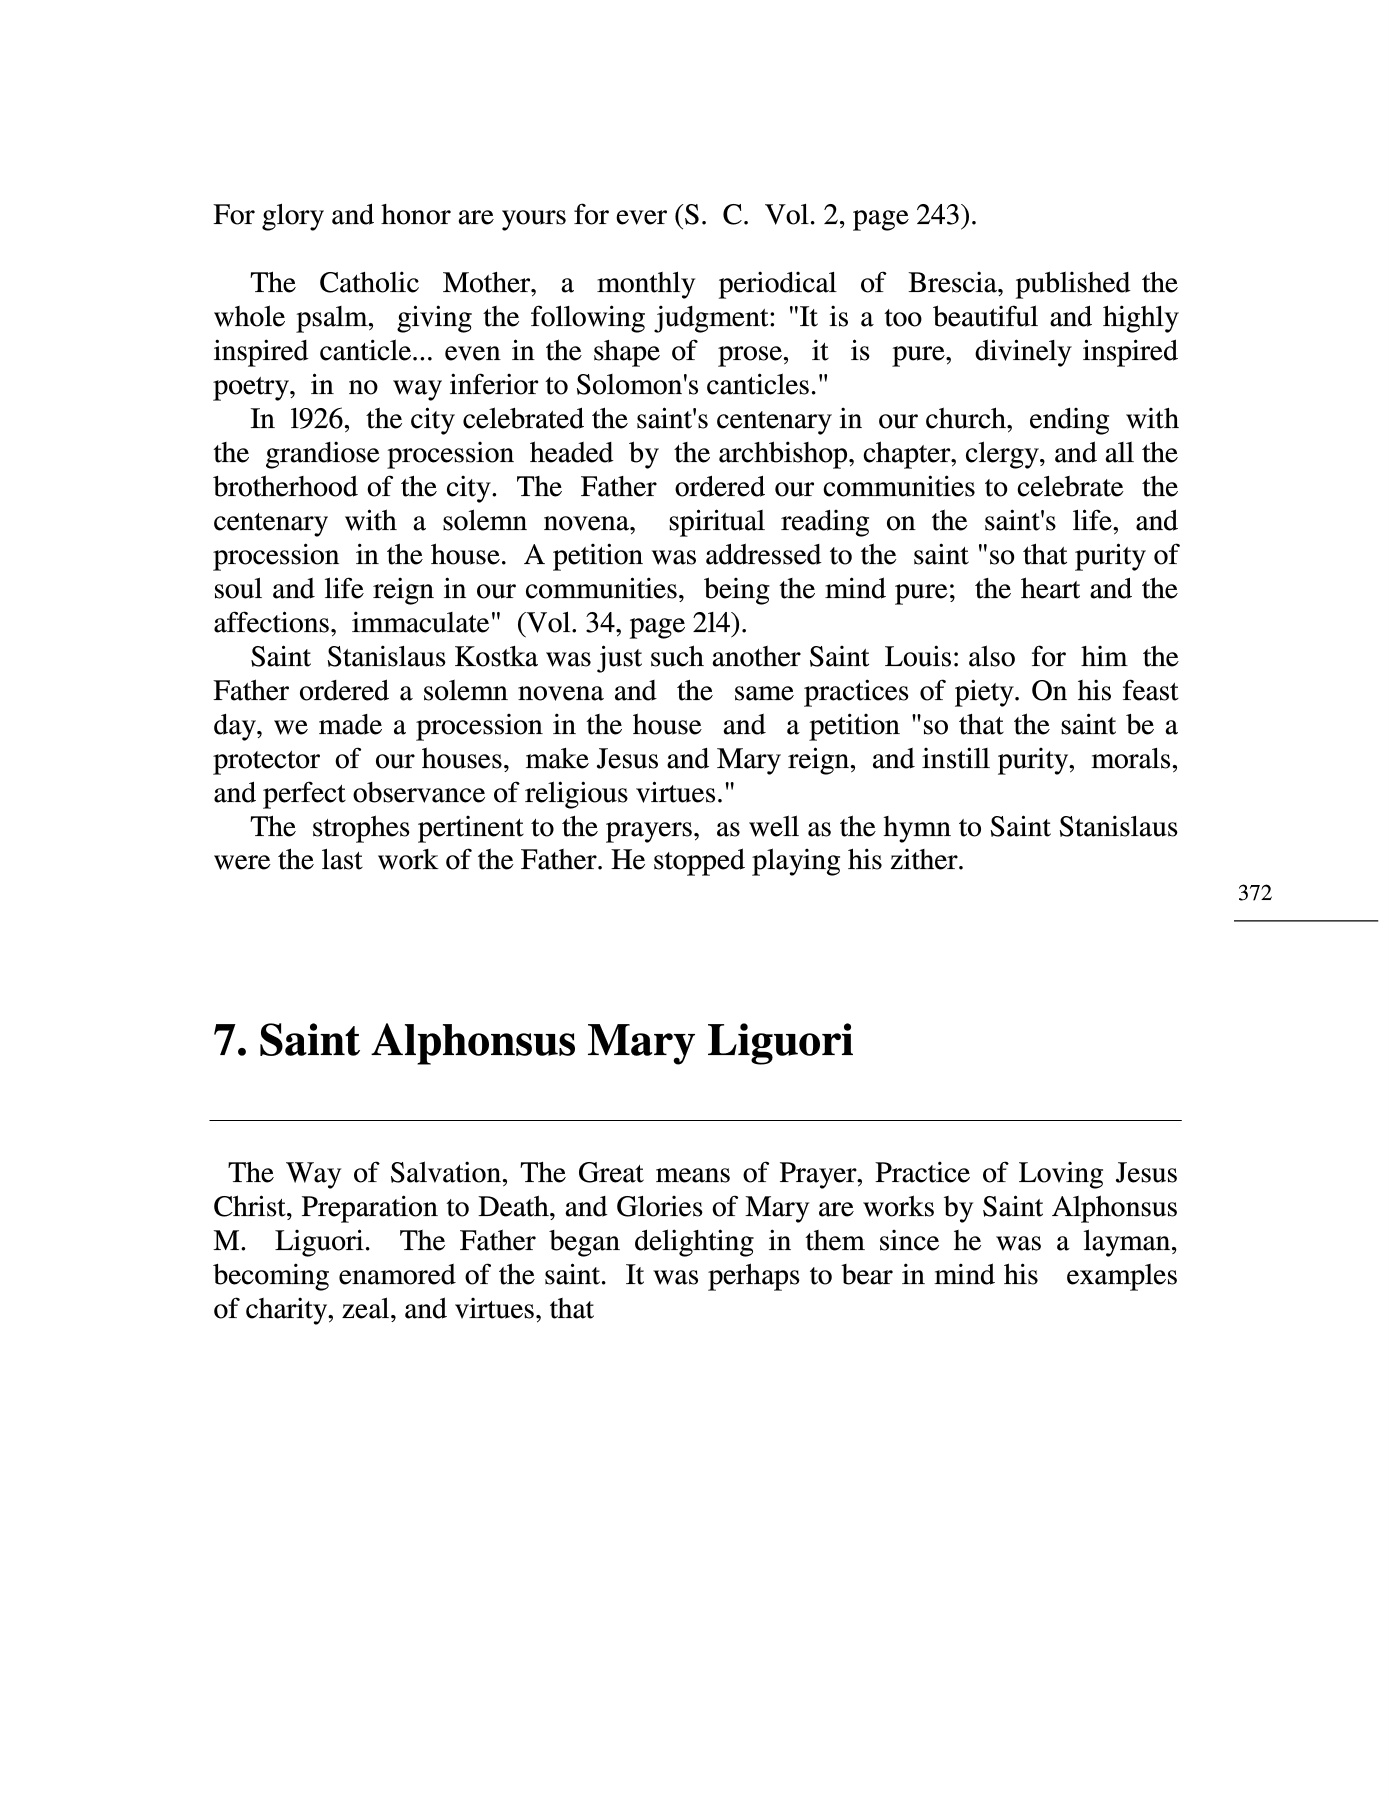 For glory and honor are yours for ever (S. C. Vol. 2, page 243).
The Catholic Mother, a monthly periodical of Brescia, published the
whole psalm, giving the following judgment: "It is a too beautiful and highly
inspired canticle... even in the shape of prose, it is pure, divinely inspired
poetry, in no way inferior to Solomon's canticles."
In l926, the city celebrated the saint's centenary in our church, ending with
the grandiose procession headed by the archbishop, chapter, clergy, and all the
brotherhood of the city. The Father ordered our communities to celebrate the
centenary with a solemn novena, spiritual reading on the saint's life, and
procession in the house. A petition was addressed to the saint "so that purity of
soul and life reign in our communities, being the mind pure; the heart and the
affections, immaculate" (Vol. 34, page 2l4).
Saint Stanislaus Kostka was just such another Saint Louis: also for him the
Father ordered a solemn novena and the same practices of piety. On his feast
day, we made a procession in the house and a petition "so that the saint be a
protector of our houses, make Jesus and Mary reign, and instill purity, morals,
and perfect observance of religious virtues."
The strophes pertinent to the prayers, as well as the hymn to Saint Stanislaus
were the last work of the Father. He stopped playing his zither.
372
7. Saint Alphonsus Mary Liguori
The Way of Salvation, The Great means of Prayer, Practice of Loving Jesus
Christ, Preparation to Death, and Glories of Mary are works by Saint Alphonsus
M. Liguori. The Father began delighting in them since he was a layman,
becoming enamored of the saint. It was perhaps to bear in mind his examples
of charity, zeal, and virtues, that